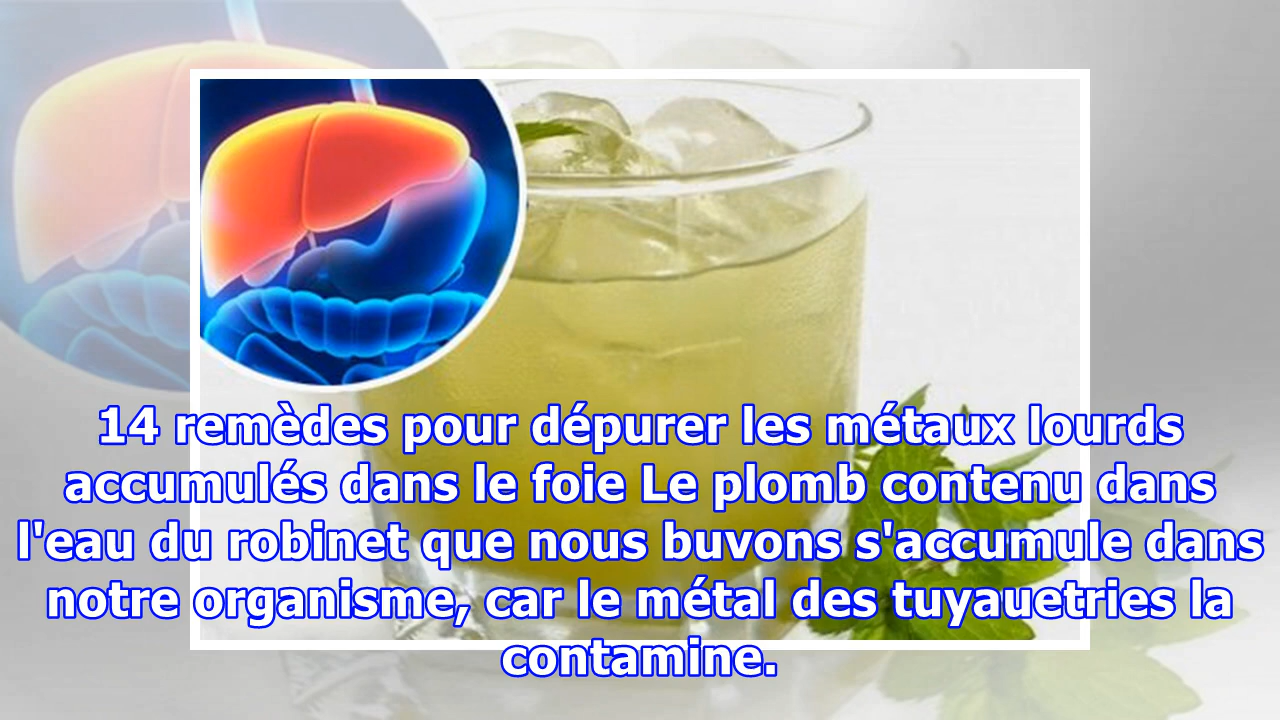 14 remèdes pour dépurer les métaux lourds
accumulés dans le foie Le plomb contenu dans
l'eau du robinet que nous buvons s'accumule dans
notre organisme, car le métal des tuyauetries la
contamine.